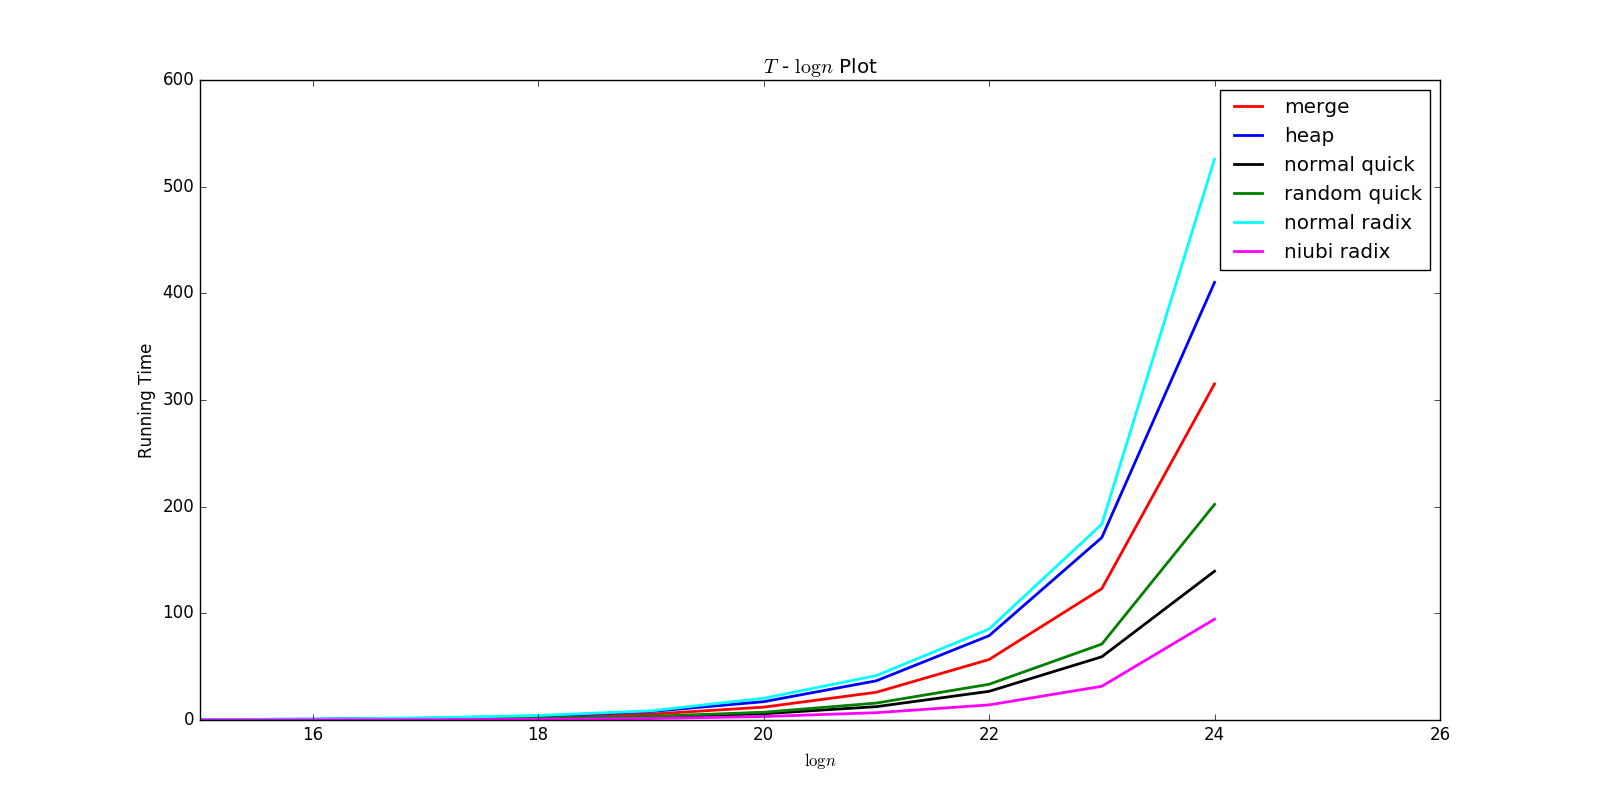 T - log n Plot
600
500
400
300
200
100
0
Running Time
16 18 20 22 24 26
log n
merge
heap
normal quick
random quick
normal radix
niubi radix